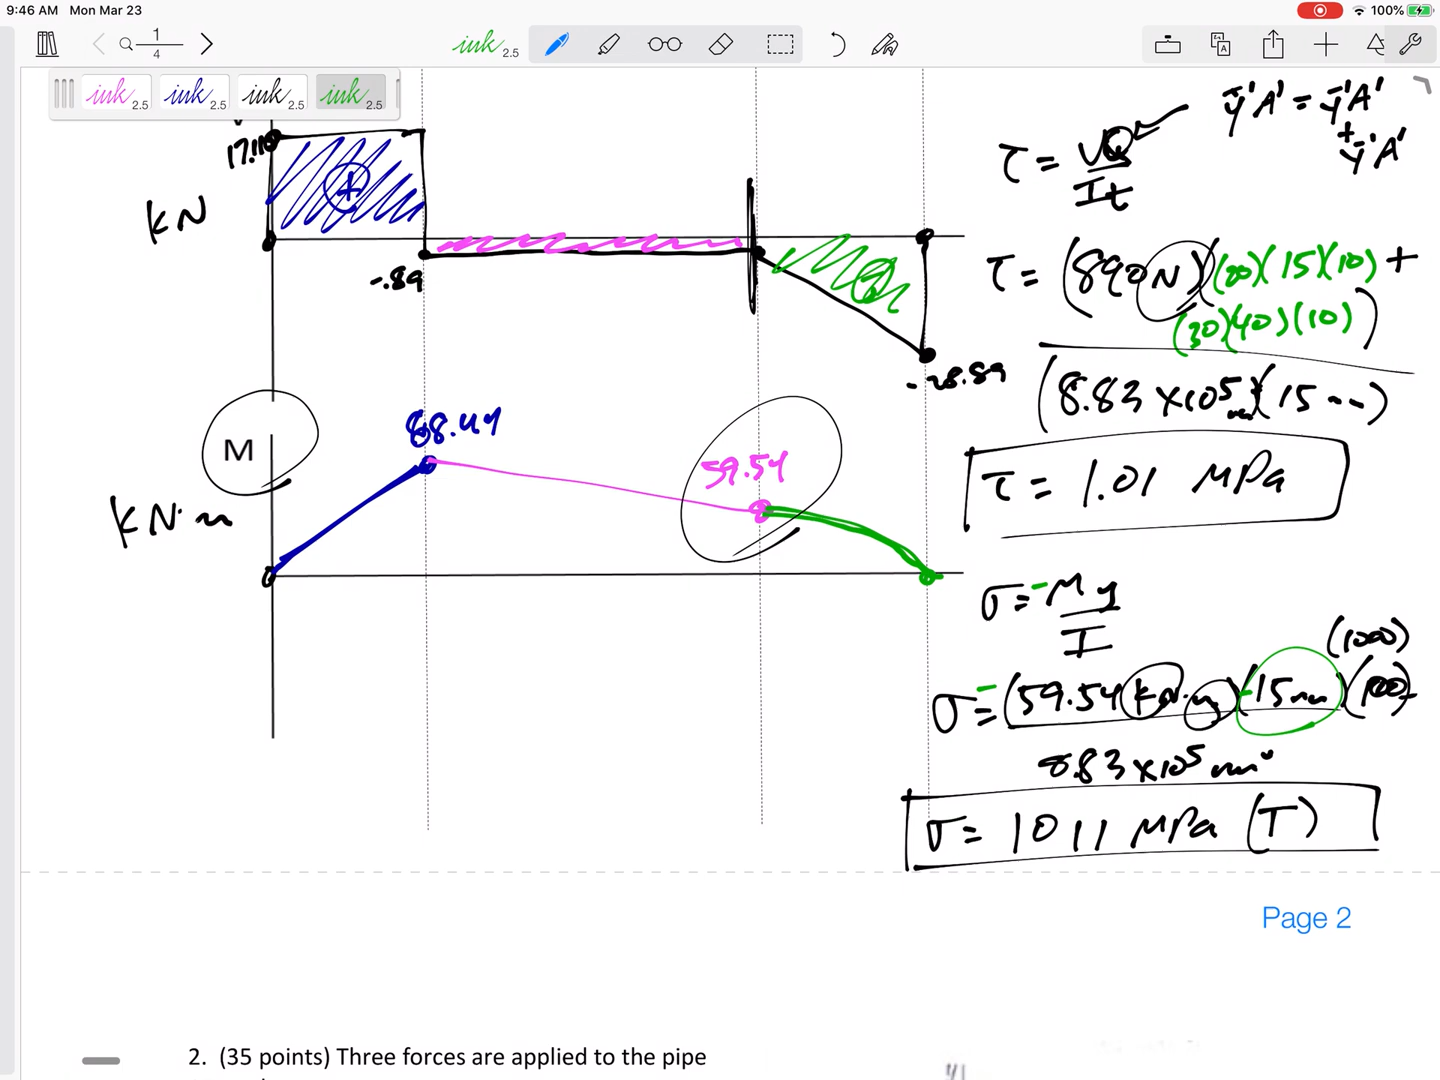 9:46 AM Mon Mar 23
100%
1
4
ink 2.5
ink 2.5
ink 2.5
ink 2.5
ink 2.5
17.11
kN
-.89
-28.89
M
kN·m
88.44
59.54
ȳ'A' = ȳ'A'
+ ȳ'A'
τ = VQ
It
τ = (890N)((20)(15)(10) +
(30)(40)(10))
(8.83 x10⁵)(15 mm)
τ = 1.01 MPa
σ = -My
I
(1000)
σ = -(59.54 kN·m)(-15mm)(1000)
8.83 x10⁵ mm⁴
σ = 1011 MPa (T)
Page 2
2. (35 points) Three forces are applied to the pipe